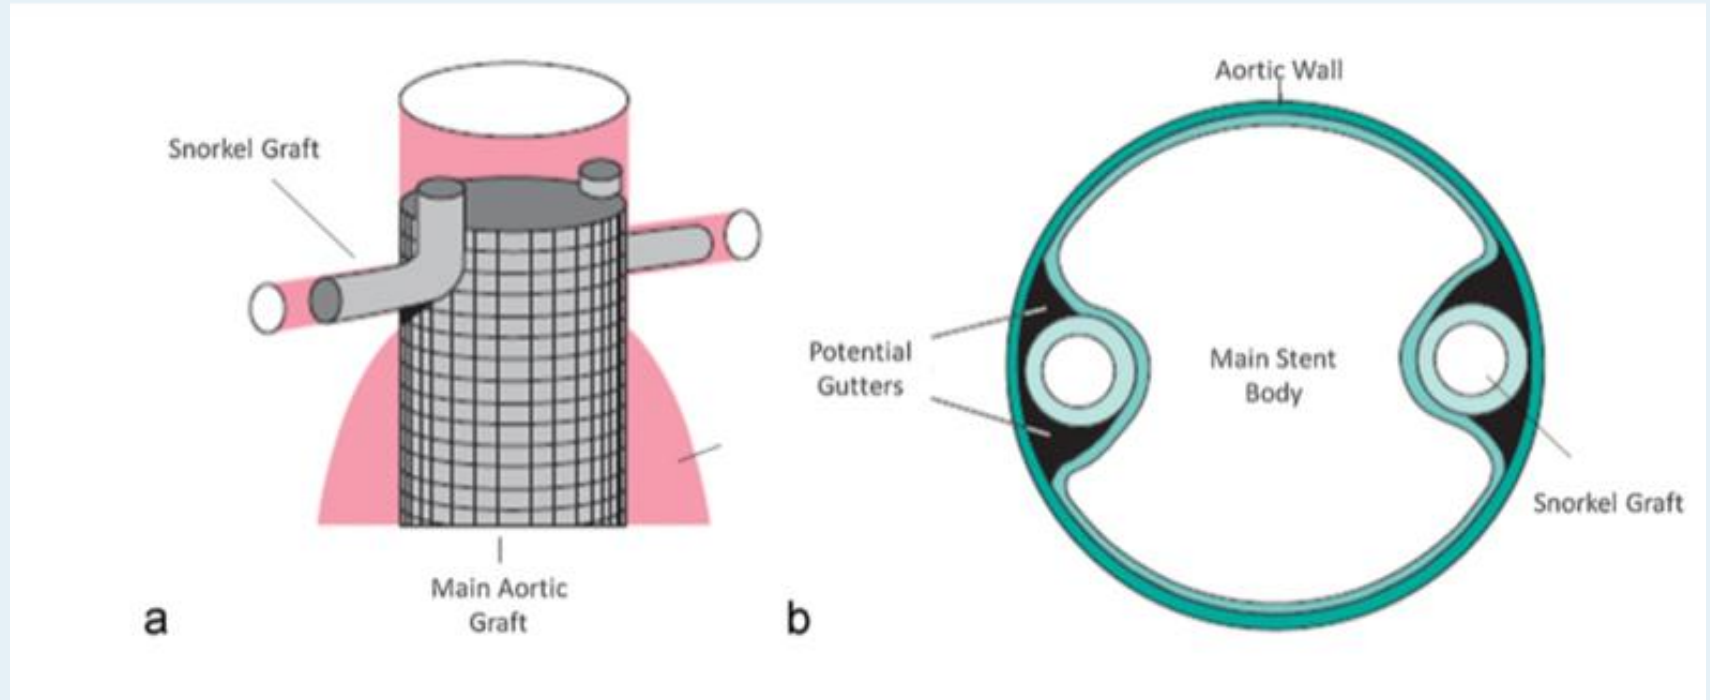 Snorkel Graft
Main Aortic
Graft
a
Aortic Wall
Potential
Gutters
Main Stent
Body
Snorkel Graft
b